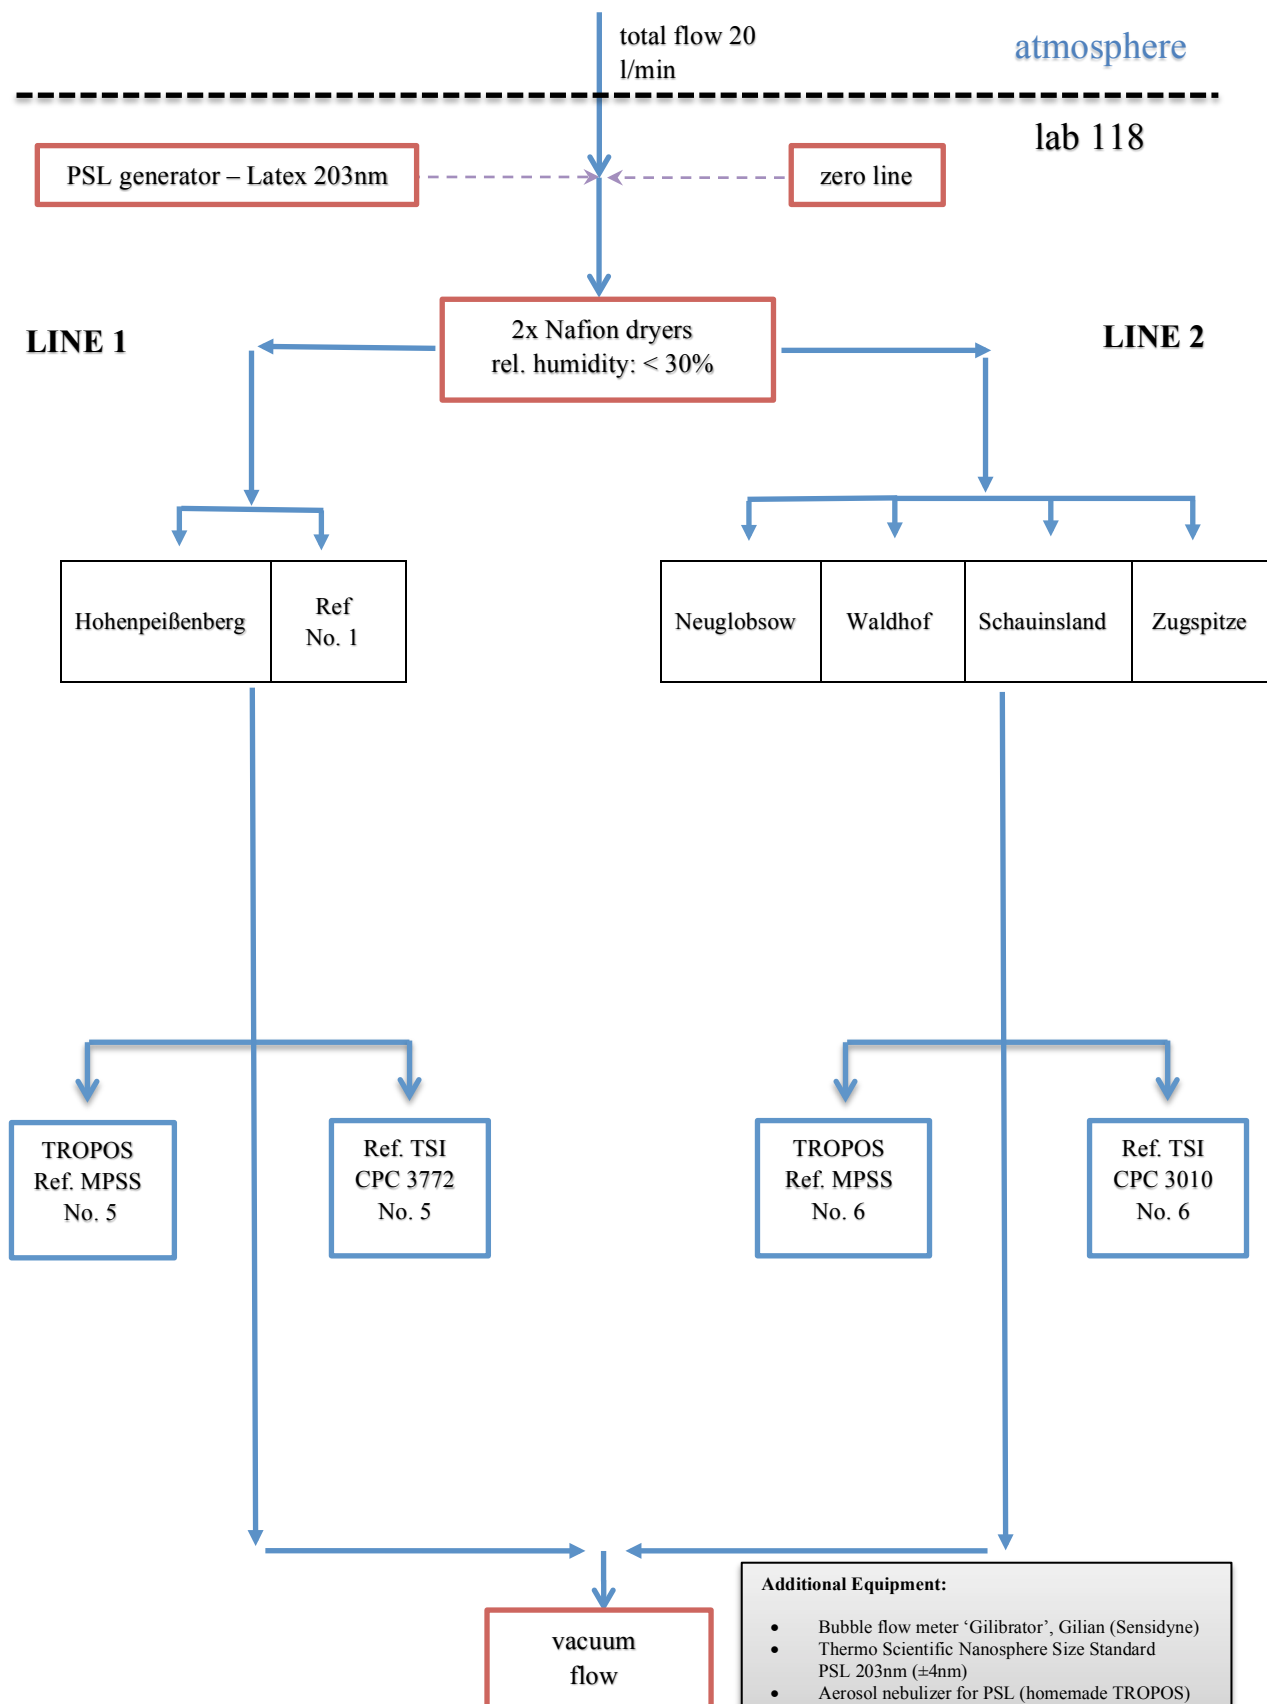 total flow 20
l/min
atmosphere
lab 118
PSL generator – Latex 203nm
zero line
2x Nafion dryers
rel. humidity: < 30%
LINE 1
LINE 2
Hohenpeißenberg
Ref
No. 1
Neuglobsow
Waldhof
Schauinsland
Zugspitze
TROPOS
Ref. MPSS
No. 5
Ref. TSI
CPC 3772
No. 5
TROPOS
Ref. MPSS
No. 6
Ref. TSI
CPC 3010
No. 6
vacuum
flow
Additional Equipment:
• Bubble flow meter ‘Gilibrator’, Gilian (Sensidyne)
• Thermo Scientific Nanosphere Size Standard
PSL 203nm (±4nm)
• Aerosol nebulizer for PSL (homemade TROPOS)